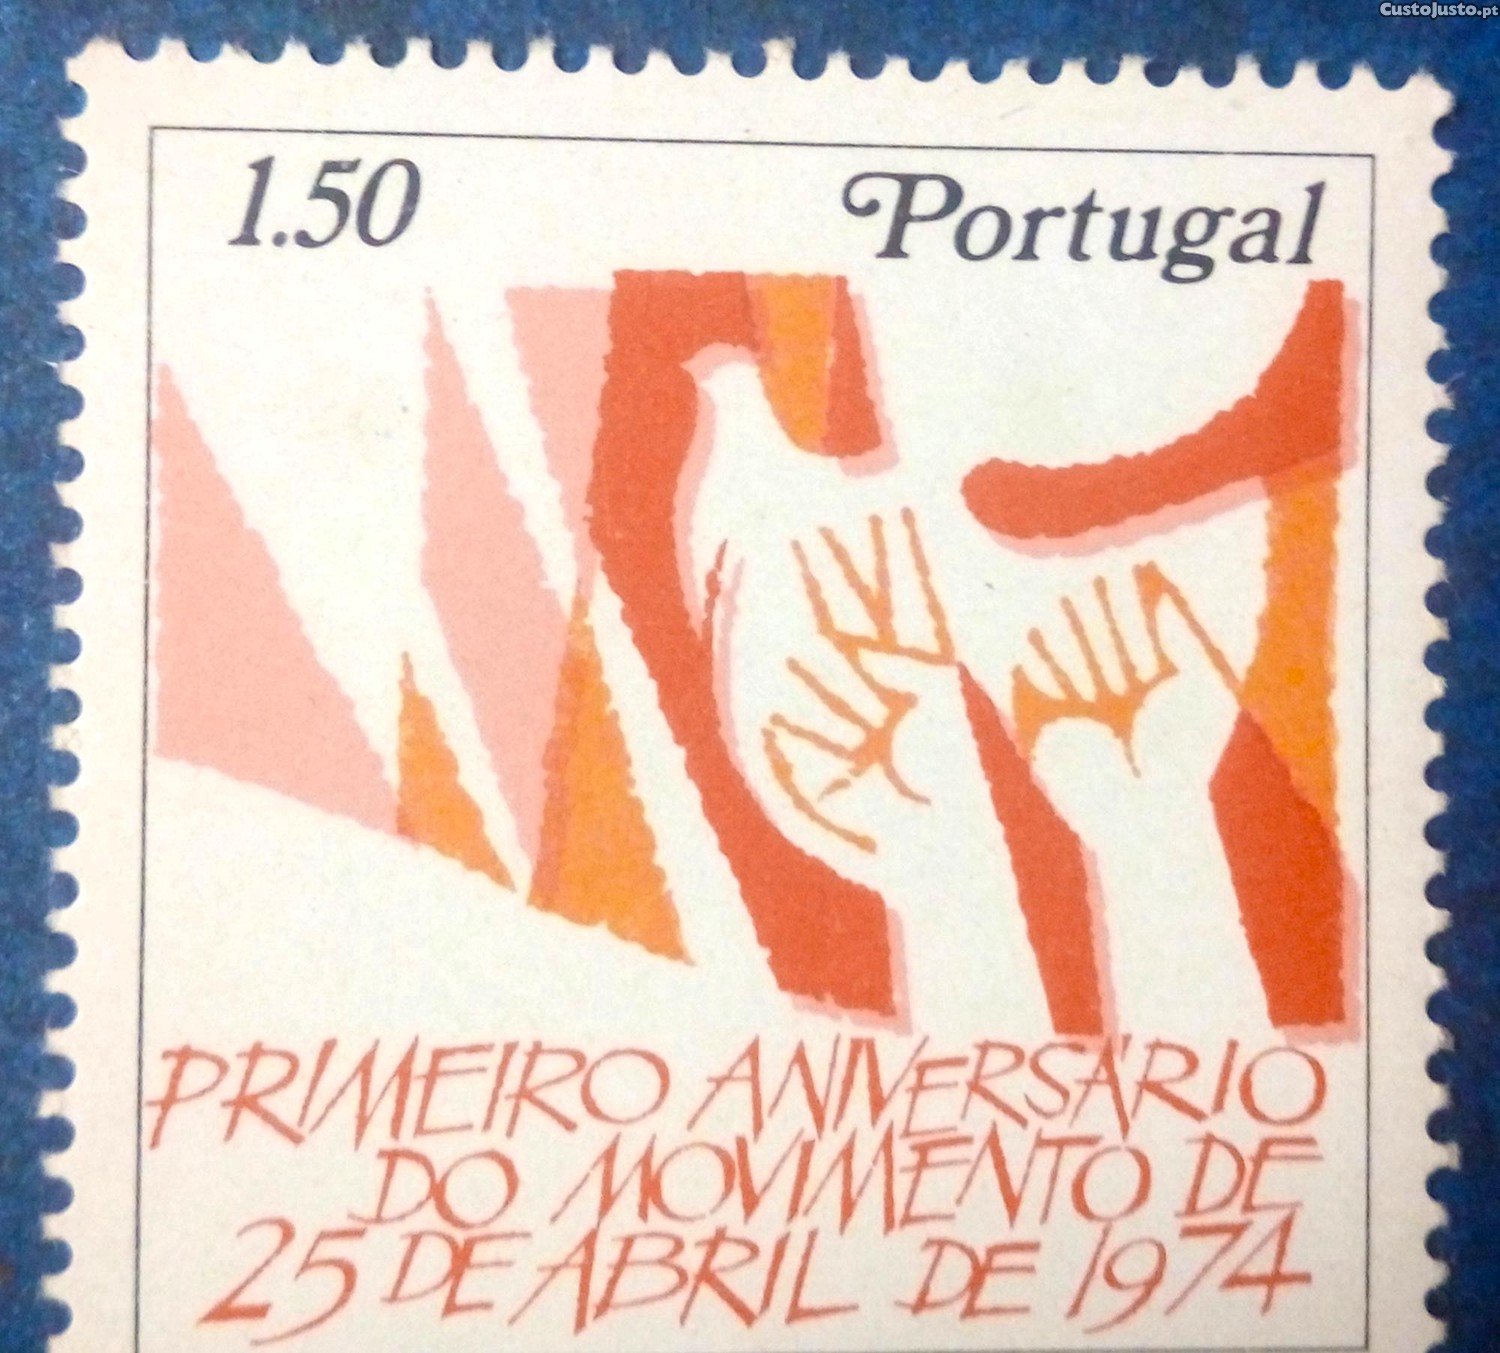 CustoJusto.pt
1.50 Portugal
PRIMEIRO ANIVERSÁRIO
DO MOVIMENTO DE
25 DE ABRIL DE 1974